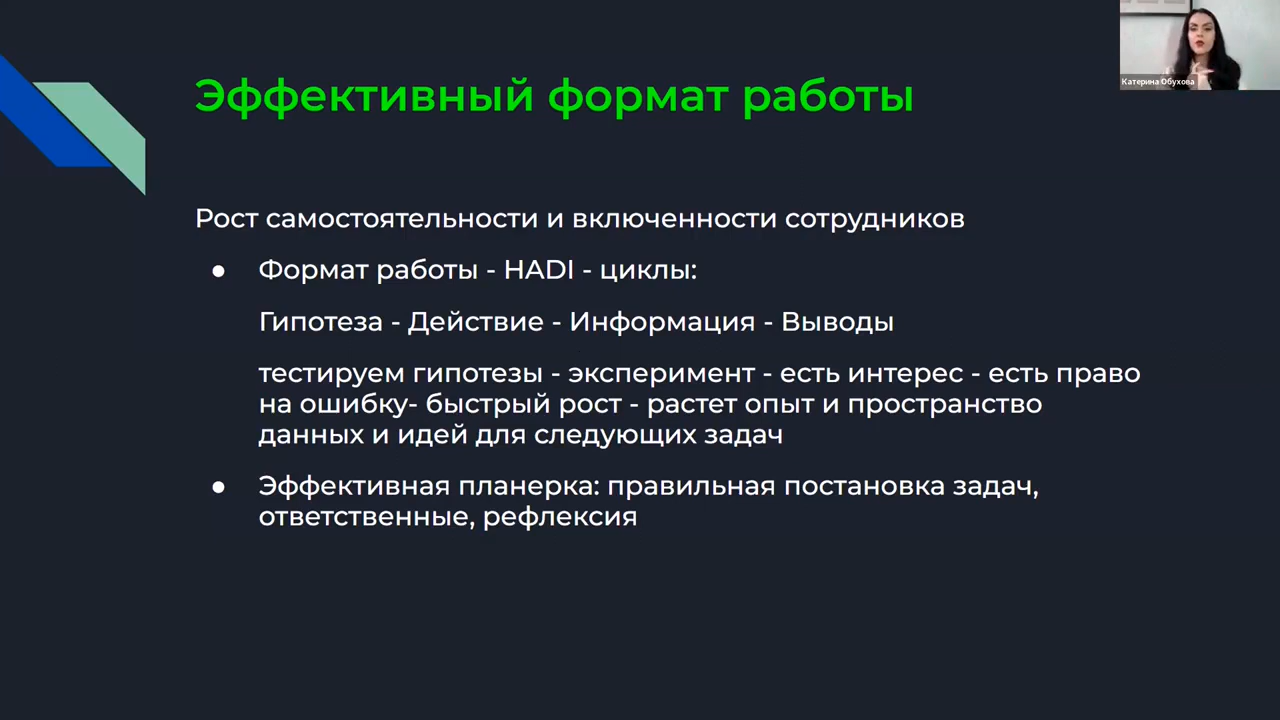 Катерина Обухова
Эффективный формат работы
Рост самостоятельности и включенности сотрудников
● Формат работы - HADI - циклы:
Гипотеза - Действие - Информация - Выводы
тестируем гипотезы - эксперимент - есть интерес - есть право
на ошибку- быстрый рост - растет опыт и пространство
данных и идей для следующих задач
● Эффективная планерка: правильная постановка задач,
ответственные, рефлексия